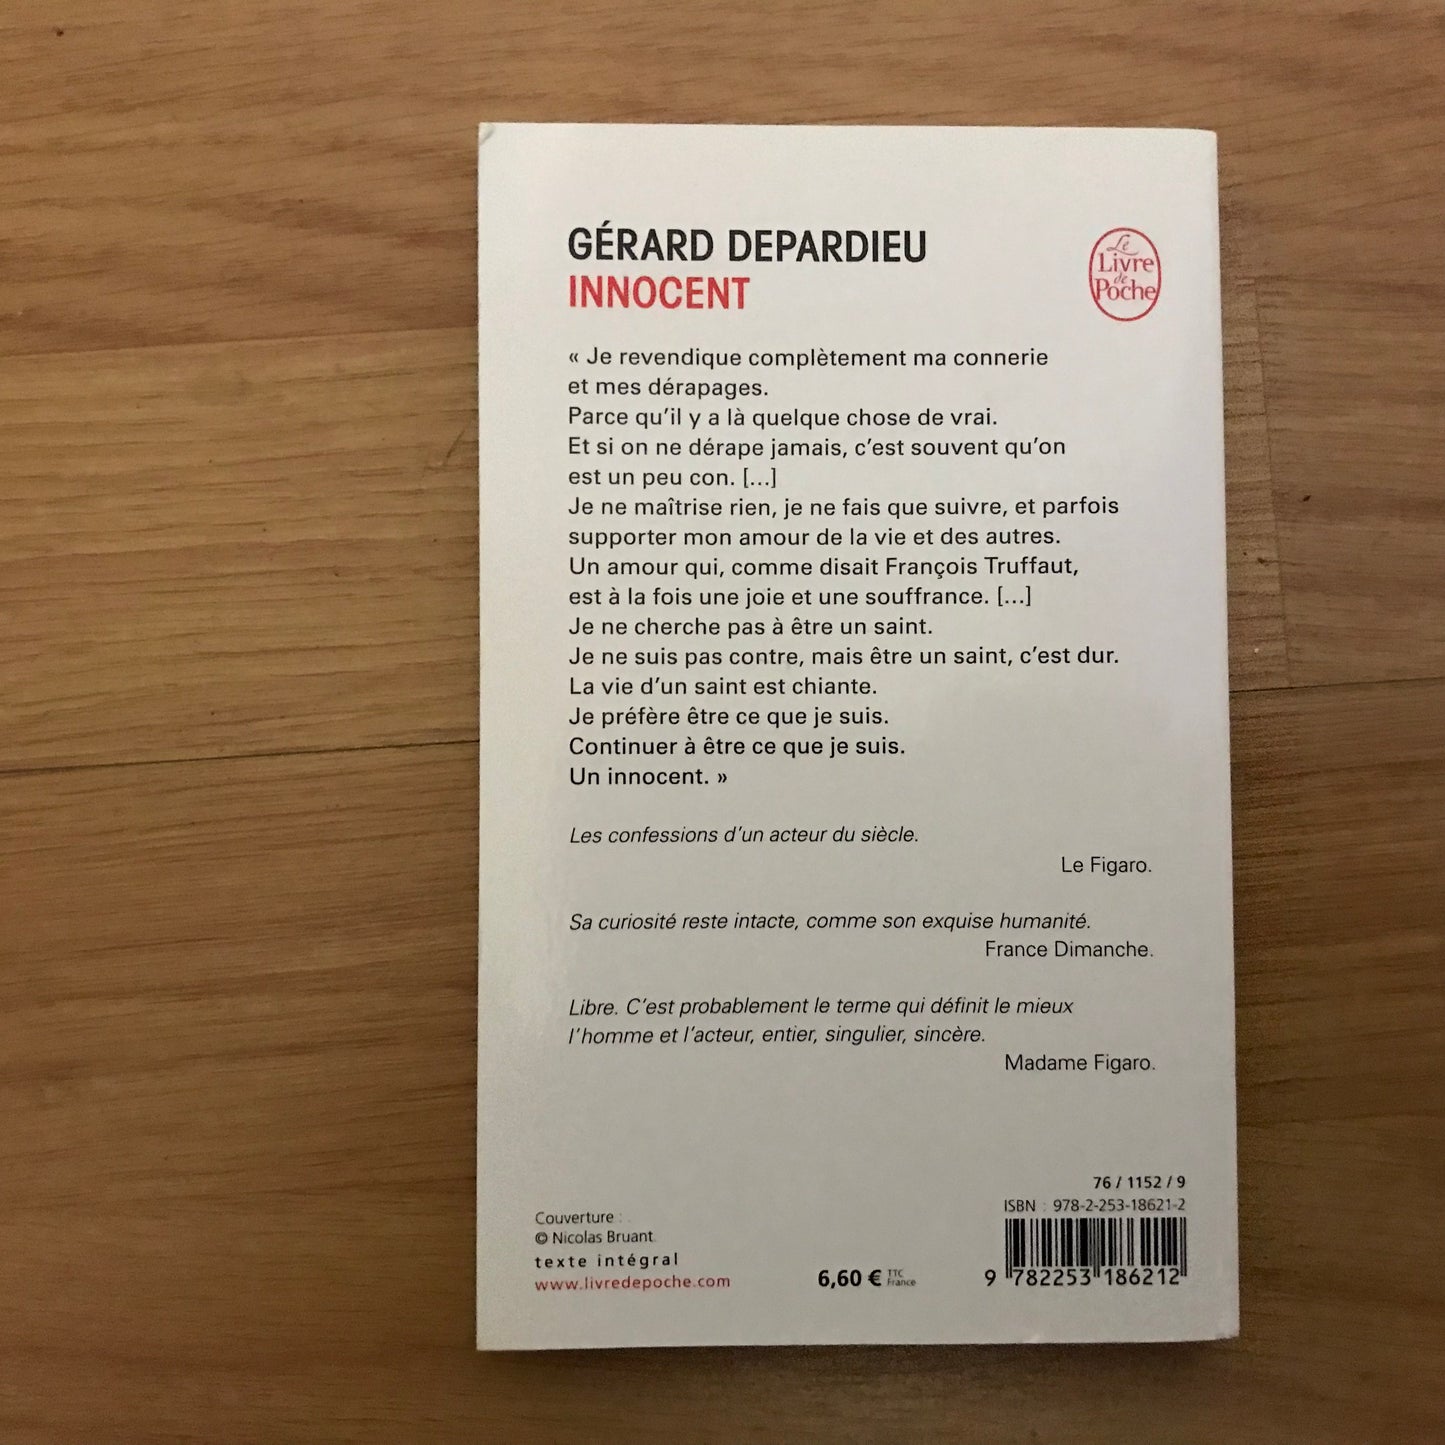 GÉRARD DEPARDIEU
INNOCENT
Le
Livre
de
Poche
« Je revendique complètement ma connerie
et mes dérapages.
Parce qu’il y a là quelque chose de vrai.
Et si on ne dérape jamais, c’est souvent qu’on
est un peu con. [...]
Je ne maîtrise rien, je ne fais que suivre, et parfois
supporter mon amour de la vie et des autres.
Un amour qui, comme disait François Truffaut,
est à la fois une joie et une souffrance. [...]
Je ne cherche pas à être un saint.
Je ne suis pas contre, mais être un saint, c’est dur.
La vie d’un saint est chiante.
Je préfère être ce que je suis.
Continuer à être ce que je suis.
Un innocent. »
Les confessions d’un acteur du siècle.
Le Figaro.
Sa curiosité reste intacte, comme son exquise humanité.
France Dimanche.
Libre. C’est probablement le terme qui définit le mieux
l’homme et l’acteur, entier, singulier, sincère.
Madame Figaro.
76 / 1152 / 9
ISBN : 978-2-253-18621-2
Couverture :
© Nicolas Bruant.
texte intégral
www.livredepoche.com
6,60 € TTC
France
9 782253 186212